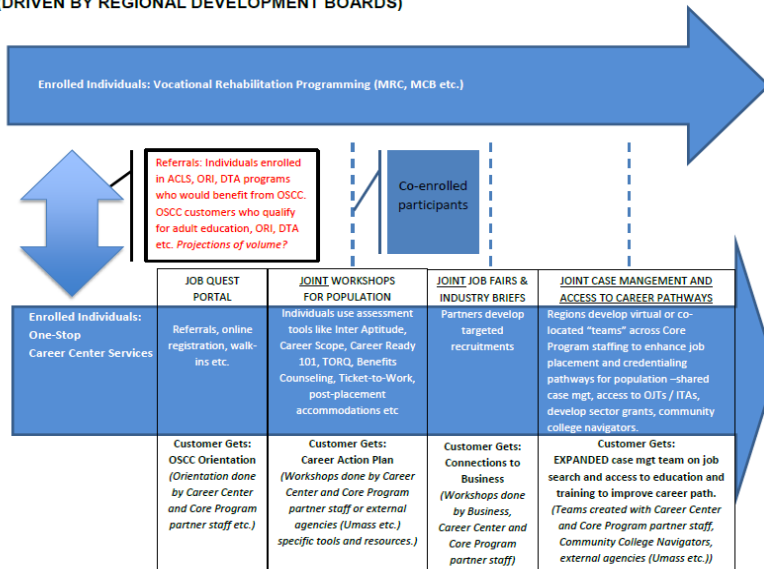 (DRIVEN BY REGIONAL DEVELOPMENT BOARDS)
Enrolled Individuals: Vocational Rehabilitation Programming (MRC, MCB etc.)
Referrals: Individuals enrolled
in ACLS, ORI, DTA programs
who would benefit from OSCC.
OSCC customers who qualify
for adult education, ORI, DTA
etc. Projections of volume?
Co-enrolled
participants
Enrolled Individuals:
One-Stop
Career Center Services
JOB QUEST
PORTAL
Referrals, online
registration, walk-
ins etc.
Customer Gets:
OSCC Orientation
(Orientation done
by Career Center
and Core Program
partner staff etc.)
JOINT WORKSHOPS
FOR POPULATION
Individuals use assessment
tools like Inter Aptitude,
Career Scope, Career Ready
101, TORQ, Benefits
Counseling, Ticket-to-Work,
post-placement
accommodations etc
Customer Gets:
Career Action Plan
(Workshops done by Career
Center and Core Program
partner staff or external
agencies (Umass etc.)
specific tools and resources.)
JOINT JOB FAIRS &
INDUSTRY BRIEFS
Partners develop
targeted
recruitments
Customer Gets:
Connections to
Business
(Workshops done
by Business,
Career Center and
Core Program
partner staff)
JOINT CASE MANGEMENT AND
ACCESS TO CAREER PATHWAYS
Regions develop virtual or co-
located “teams” across Core
Program staffing to enhance job
placement and credentialing
pathways for population –shared
case mgt, access to OJTs / ITAs,
develop sector grants, community
college navigators.
Customer Gets:
EXPANDED case mgt team on job
search and access to education and
training to improve career path.
(Teams created with Career Center
and Core Program partner staff,
Community College Navigators,
external agencies (Umass etc.))